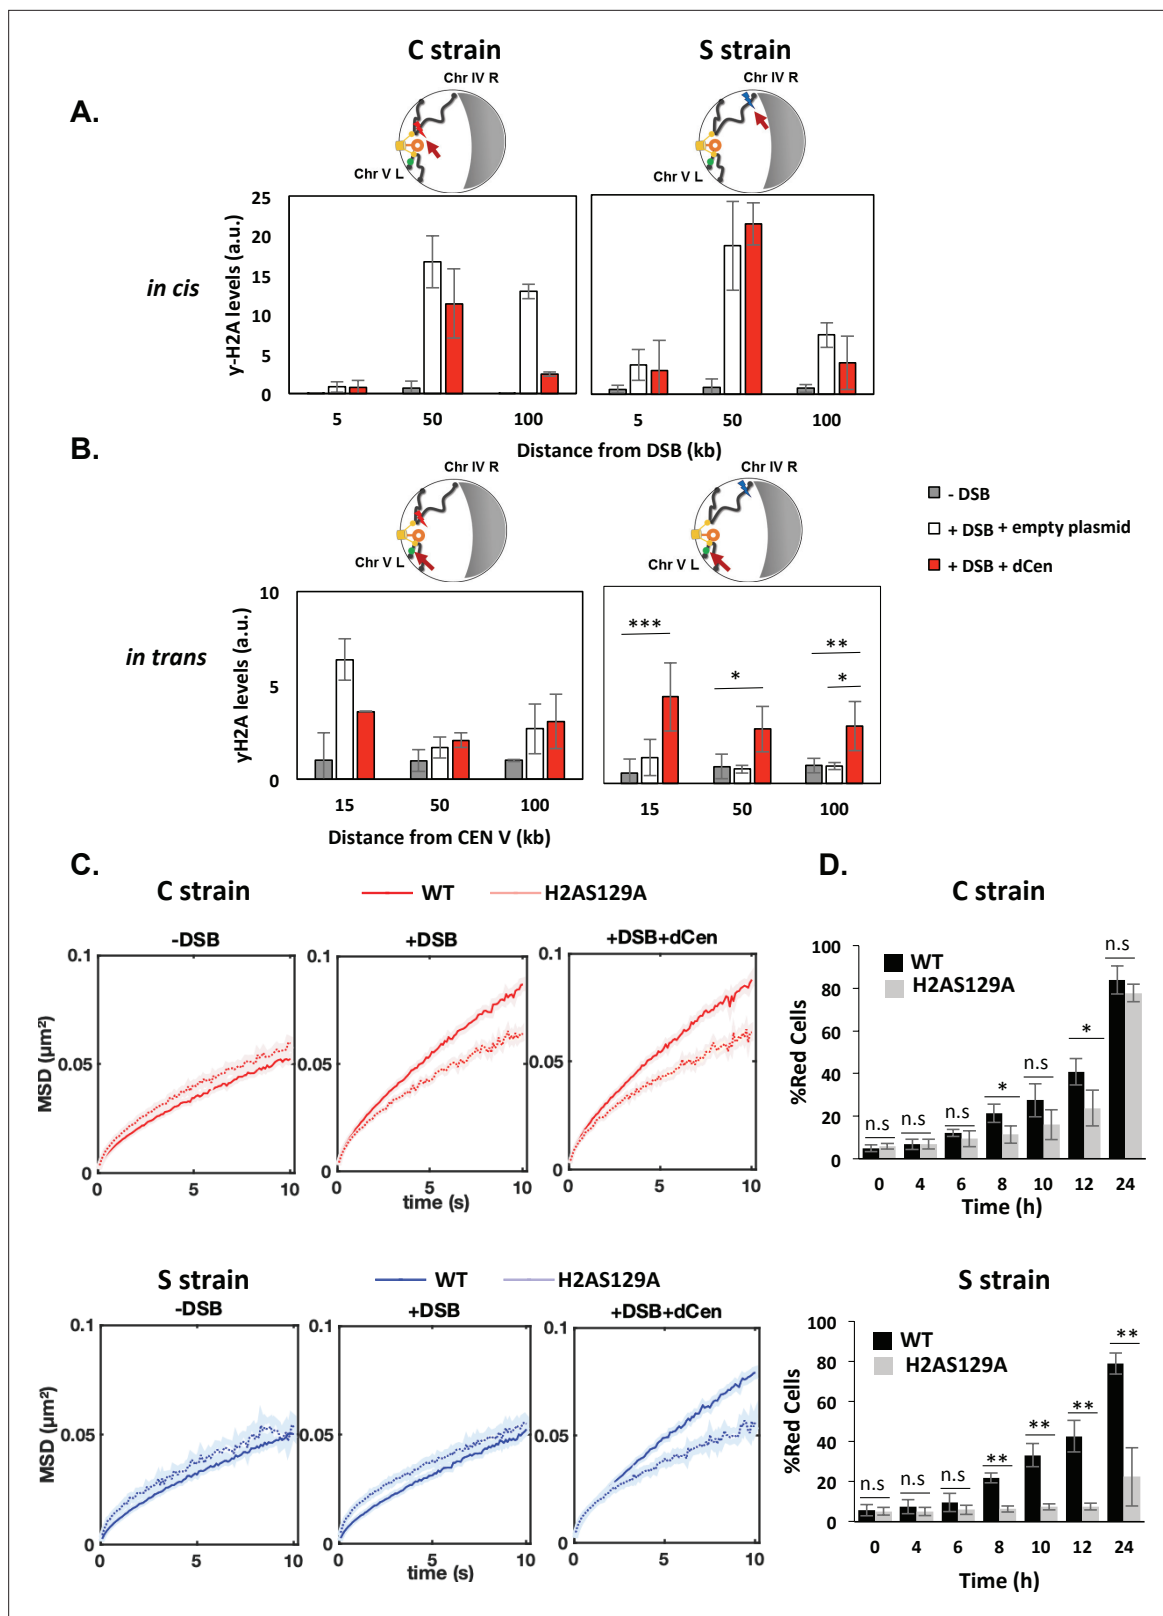 C strain
S strain
A.
Chr IV R
Chr IV R
Chr V L
Chr V L
in cis
γ-H2A levels (a.u.)
25
20
15
10
5
0
5
50
100
5
50
100
Distance from DSB (kb)
B.
Chr IV R
Chr IV R
Chr V L
Chr V L
- DSB
+ DSB + empty plasmid
+ DSB + dCen
in trans
γH2A levels (a.u.)
10
5
0
***
*
**
*
15
50
100
15
50
100
Distance from CEN V (kb)
C.
C strain
WT
H2AS129A
-DSB
+DSB
+DSB+dCen
MSD (µm²)
0.1
0.05
0
0.1
0.05
0
0.1
0.05
0
0
5
10
0
5
10
0
5
10
time (s)
S strain
WT
H2AS129A
-DSB
+DSB
+DSB+dCen
MSD (µm²)
0.1
0.05
0
0.1
0.05
0
0.1
0.05
0
0
5
10
0
5
10
0
5
10
time (s)
D.
C strain
WT
H2AS129A
%Red Cells
100
80
60
40
20
0
n.s
n.s
n.s
*
n.s
*
n.s
0
4
6
8
10
12
24
Time (h)
S strain
WT
H2AS129A
%Red Cells
100
80
60
40
20
0
n.s
n.s
n.s
**
**
**
**
0
4
6
8
10
12
24
Time (h)